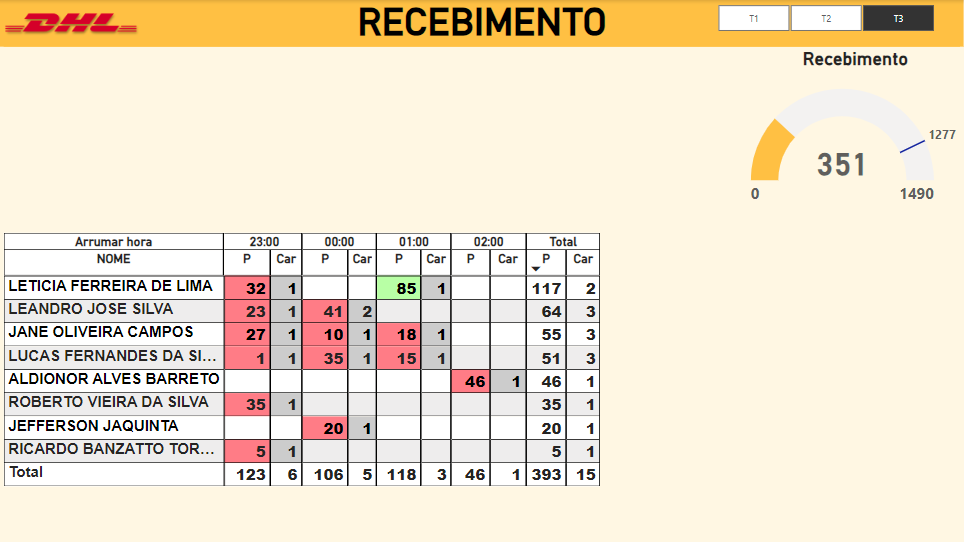 DHL
RECEBIMENTO
T1 T2 T3
Recebimento
1277
351
0 1490
Arrumar hora 23:00 00:00 01:00 02:00 Total
NOME P Car P Car P Car P Car P Car
LETICIA FERREIRA DE LIMA 32 1 85 1 117 2
LEANDRO JOSE SILVA 23 1 41 2 64 3
JANE OLIVEIRA CAMPOS 27 1 10 1 18 1 55 3
LUCAS FERNANDES DA SI... 1 1 35 1 15 1 51 3
ALDIONOR ALVES BARRETO 46 1 46 1
ROBERTO VIEIRA DA SILVA 35 1 35 1
JEFFERSON JAQUINTA 20 1 20 1
RICARDO BANZATTO TOR... 5 1 5 1
Total 123 6 106 5 118 3 46 1 393 15